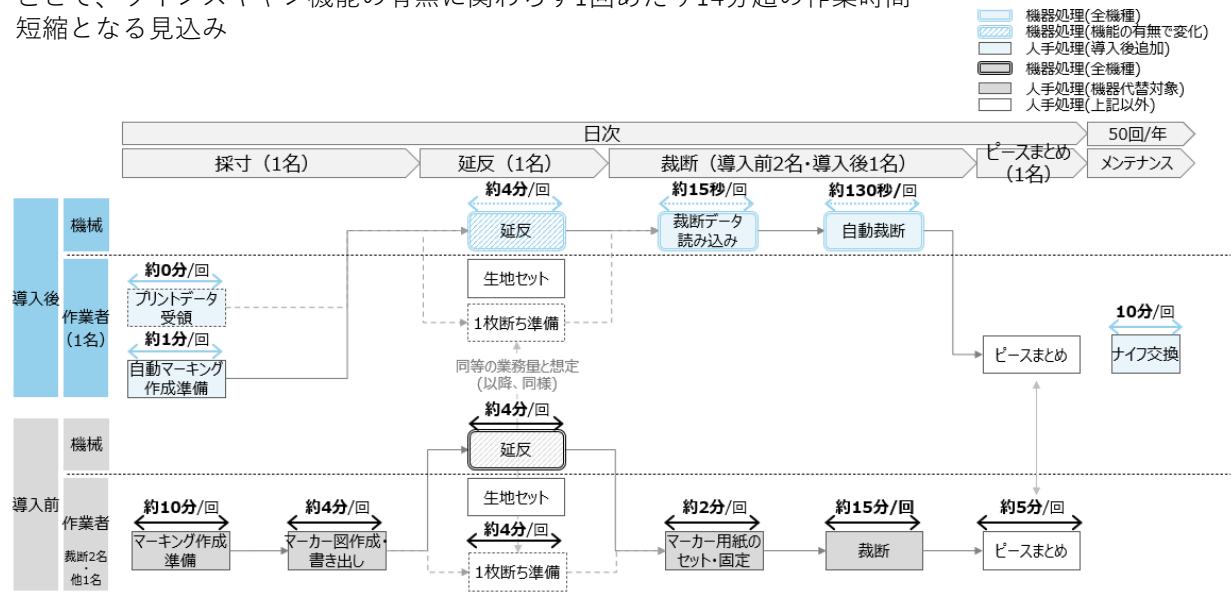 短縮となる見込み
機器処理(全機種)
機器処理(機能の有無で変化)
人手処理(導入後追加)
機器処理(全機種)
人手処理(機器代替対象)
人手処理(上記以外)
日次
50回/年
採寸（1名）
延反（1名）
裁断（導入前2名・導入後1名）
ピースまとめ
（1名）
メンテナンス
導入後
機械
約4分/回
延反
約15秒/回
裁断データ
読み込み
約130秒/回
自動裁断
作業者
（1名）
約0分/回
プリントデータ
受領
約1分/回
自動マーキング
作成準備
生地セット
1枚断ち準備
同等の業務量と想定
(以降、同様)
ピースまとめ
10分/回
ナイフ交換
導入前
機械
約4分/回
延反
作業者
裁断2名
・
他1名
約10分/回
マーキング作成
準備
約4分/回
マーカー図作成・
書き出し
生地セット
約4分/回
1枚断ち準備
約2分/回
マーカー用紙の
セット・固定
約15分/回
裁断
約5分/回
ピースまとめ